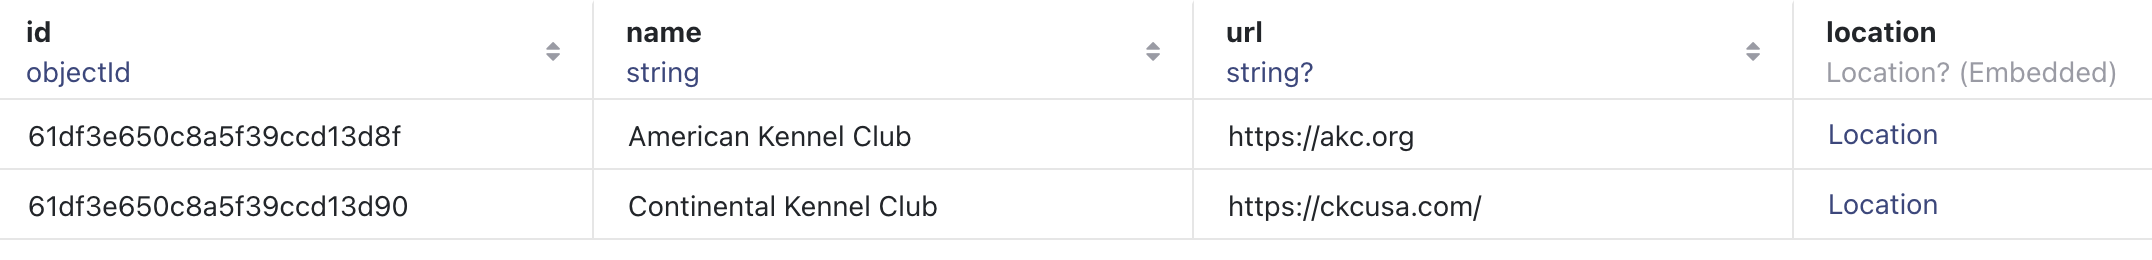 id name url location
objectId string string? Location? (Embedded)
61df3e650c8a5f39ccd13d8f American Kennel Club https://akc.org Location
61df3e650c8a5f39ccd13d90 Continental Kennel Club https://ckcusa.com/ Location